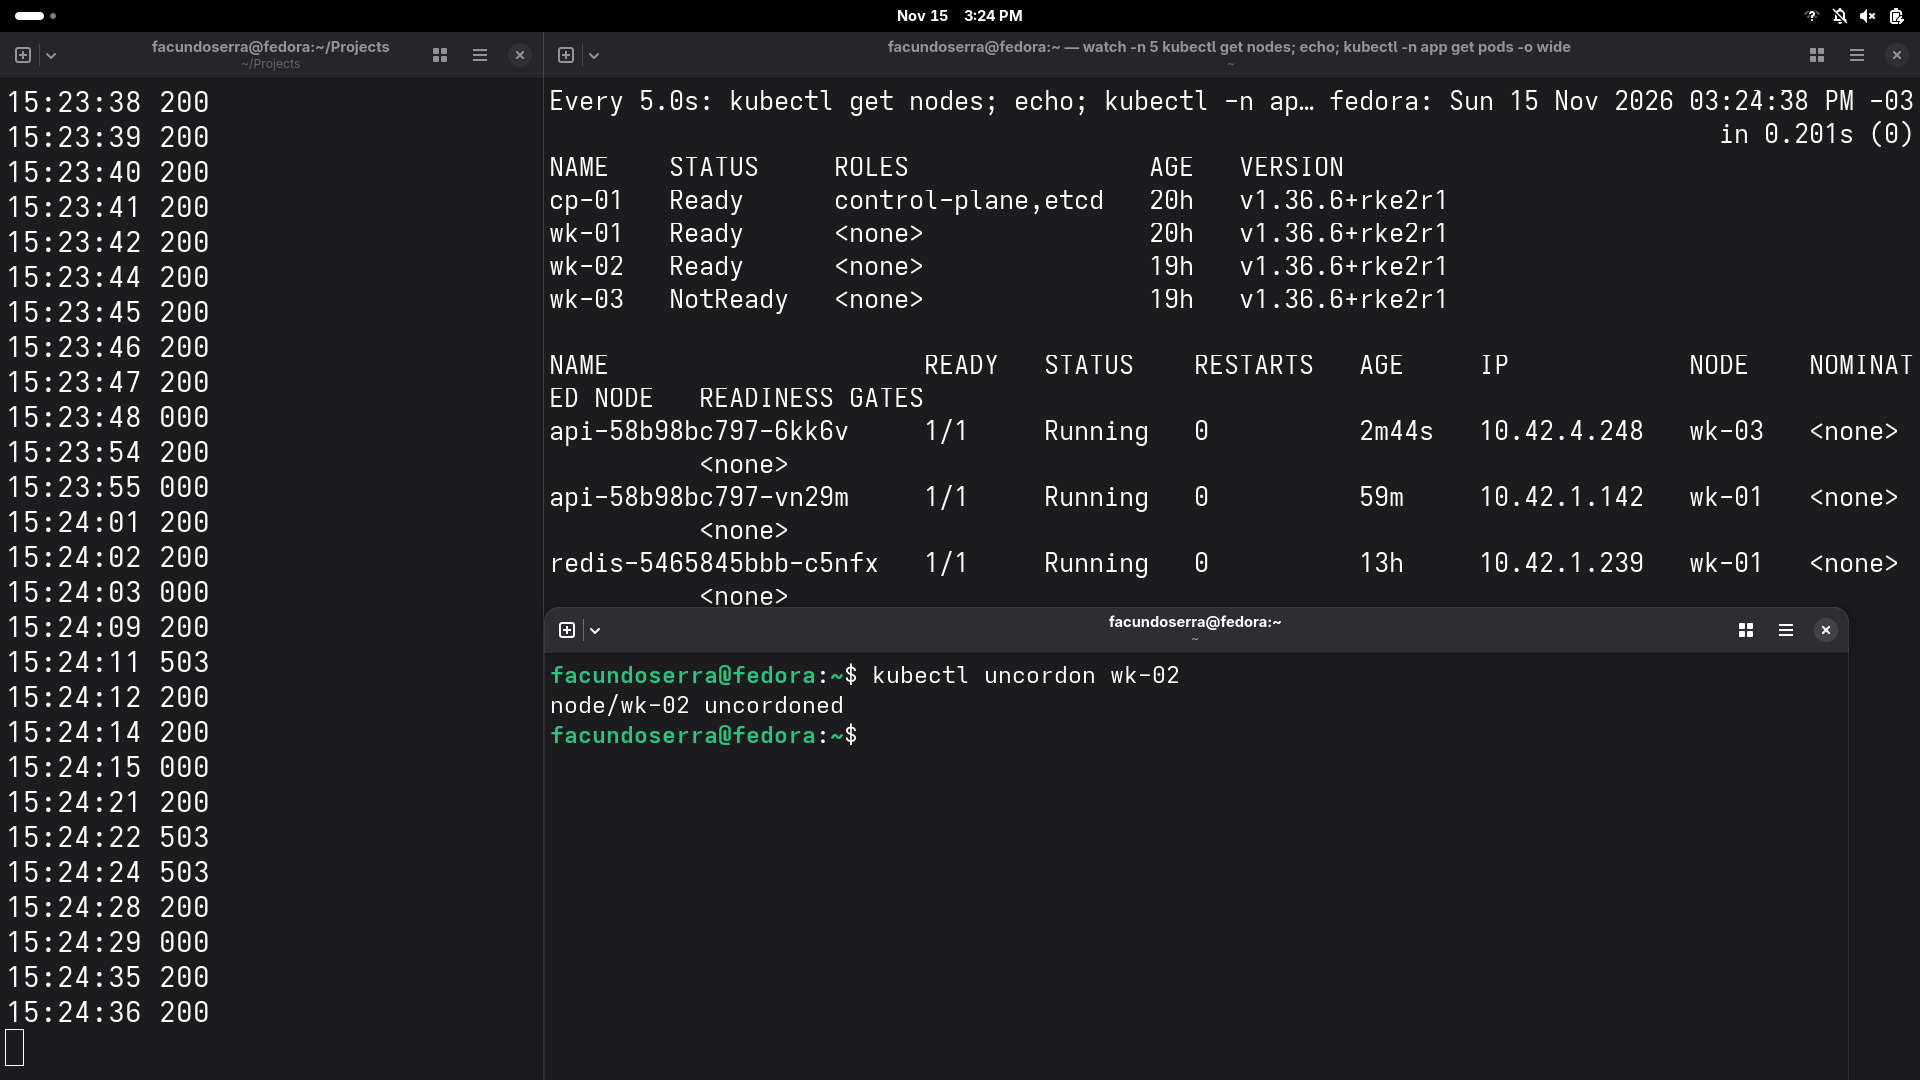 Nov 15 3:24 PM
facundoserra@fedora:~/Projects
~/Projects
15:23:38 200
15:23:39 200
15:23:40 200
15:23:41 200
15:23:42 200
15:23:44 200
15:23:45 200
15:23:46 200
15:23:47 200
15:23:48 000
15:23:54 200
15:23:55 000
15:24:01 200
15:24:02 200
15:24:03 000
15:24:09 200
15:24:11 503
15:24:12 200
15:24:14 200
15:24:15 000
15:24:21 200
15:24:22 503
15:24:24 503
15:24:28 200
15:24:29 000
15:24:35 200
15:24:36 200
facundoserra@fedora:~ — watch -n 5 kubectl get nodes; echo; kubectl -n app get pods -o wide
~
Every 5.0s: kubectl get nodes; echo; kubectl -n ap… fedora: Sun 15 Nov 2026 03:24:38 PM -03
in 0.201s (0)
NAME STATUS ROLES AGE VERSION
cp-01 Ready control-plane,etcd 20h v1.36.6+rke2r1
wk-01 Ready <none> 20h v1.36.6+rke2r1
wk-02 Ready <none> 19h v1.36.6+rke2r1
wk-03 NotReady <none> 19h v1.36.6+rke2r1
NAME READY STATUS RESTARTS AGE IP NODE NOMINAT
ED NODE READINESS GATES
api-58b98bc797-6kk6v 1/1 Running 0 2m44s 10.42.4.248 wk-03 <none>
<none>
api-58b98bc797-vn29m 1/1 Running 0 59m 10.42.1.142 wk-01 <none>
<none>
redis-5465845bbb-c5nfx 1/1 Running 0 13h 10.42.1.239 wk-01 <none>
<none>
facundoserra@fedora:~
~
facundoserra@fedora:~$ kubectl uncordon wk-02
node/wk-02 uncordoned
facundoserra@fedora:~$